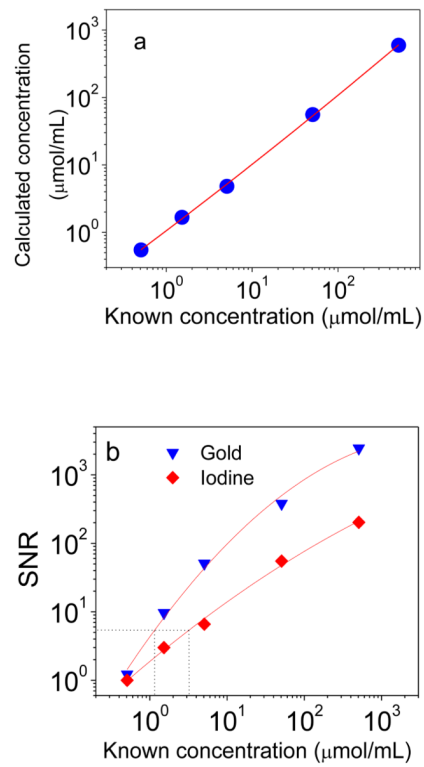 a
Calculated concentration
(μmol/mL)
10³
10²
10¹
10⁰
10⁰ 10¹ 10²
Known concentration (μmol/mL)
b
Gold
Iodine
SNR
10³
10²
10¹
10⁰
10⁰ 10¹ 10² 10³
Known concentration (μmol/mL)